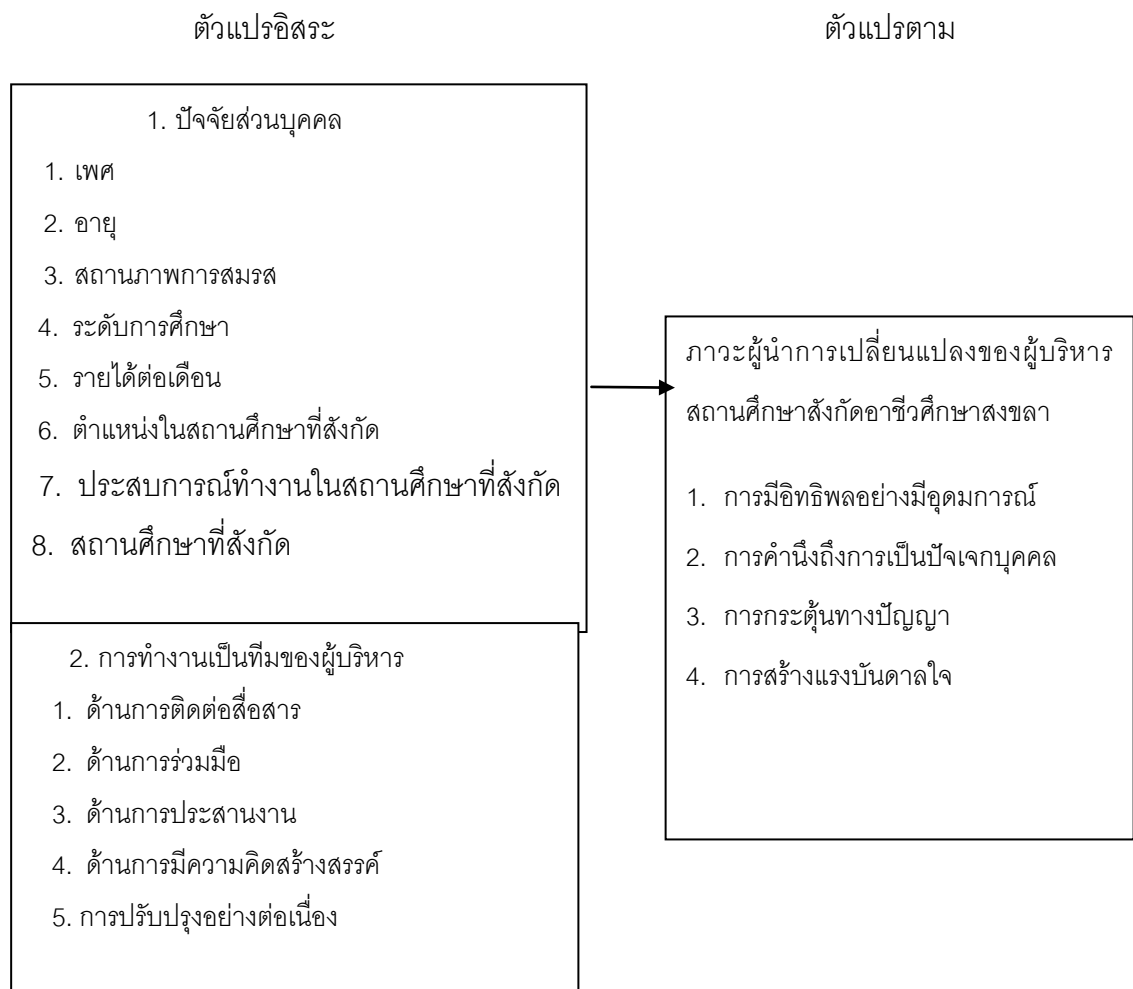 ตัวแปรอิสระ
ตัวแปรตาม
1. ปัจจัยส่วนบุคคล
1. เพศ
2. อายุ
3. สถานภาพการสมรส
4. ระดับการศึกษา
5. รายได้ต่อเดือน
6. ตำแหน่งในสถานศึกษาที่สังกัด
7. ประสบการณ์ทำงานในสถานศึกษาที่สังกัด
8. สถานศึกษาที่สังกัด
2. การทำงานเป็นทีมของผู้บริหาร
1. ด้านการติดต่อสื่อสาร
2. ด้านการร่วมมือ
3. ด้านการประสานงาน
4. ด้านการมีความคิดสร้างสรรค์
5. การปรับปรุงอย่างต่อเนื่อง
ภาวะผู้นำการเปลี่ยนแปลงของผู้บริหาร
สถานศึกษาสังกัดอาชีวศึกษาสงขลา
1. การมีอิทธิพลอย่างมีอุดมการณ์
2. การคำนึงถึงการเป็นปัจเจกบุคคล
3. การกระตุ้นทางปัญญา
4. การสร้างแรงบันดาลใจ